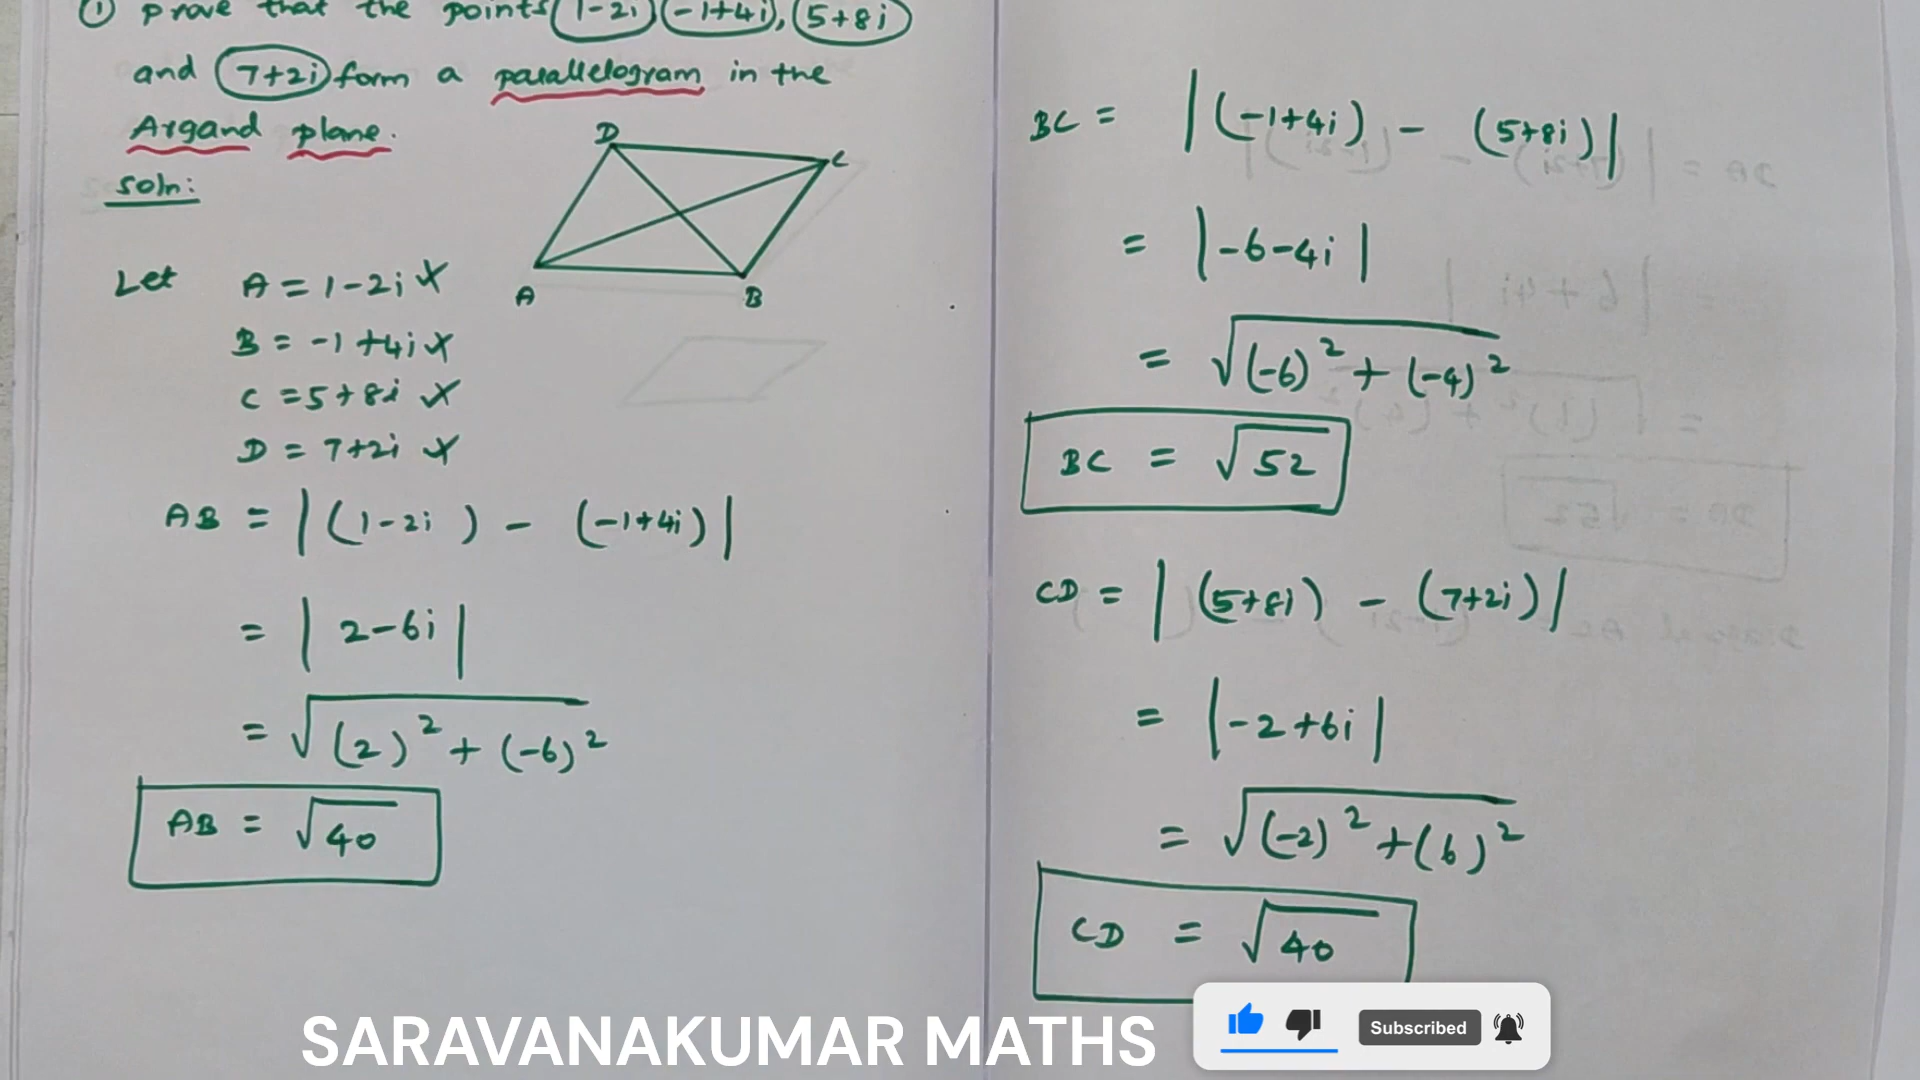 ① prove that the points (1-2i) (-1+4i), (5+8i)
and (7+2i) form a parallelogram in the
Argand plane.
soln:
D
C
A
B
Let A = 1-2i
B = -1+4i
C = 5+8i
D = 7+2i
AB = |(1-2i) - (-1+4i)|
= |2-6i|
= √(2)² + (-6)²
AB = √40
BC = |(-1+4i) - (5+8i)|
= |-6-4i|
= √(-6)² + (-4)²
BC = √52
CD = |(5+8i) - (7+2i)|
= |-2+6i|
= √(-2)² + (6)²
CD = √40
SARAVANAKUMAR MATHS
Subscribed